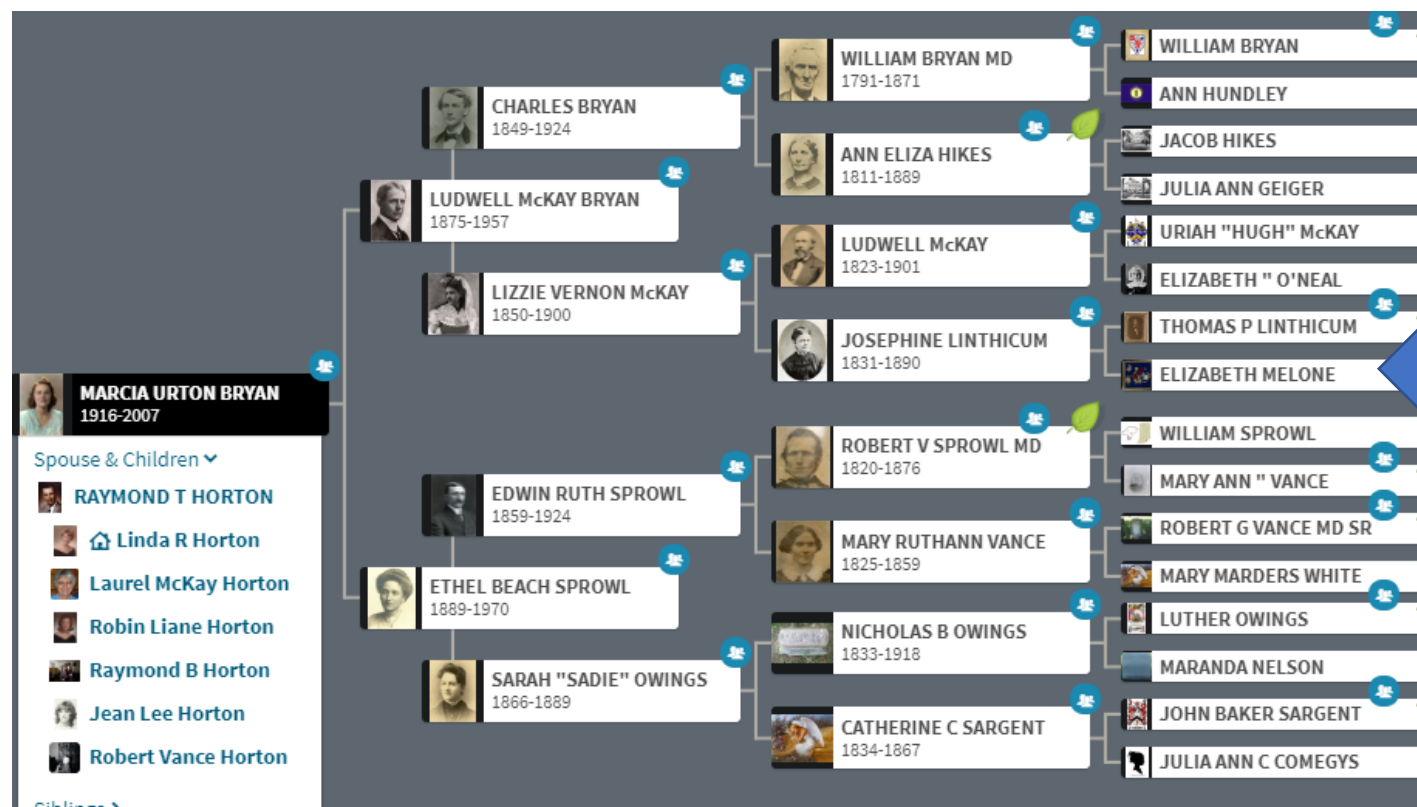 WILLIAM BRYAN
WILLIAM BRYAN MD
1791-1871
ANN HUNDLEY
CHARLES BRYAN
1849-1924
JACOB HIKES
ANN ELIZA HIKES
1811-1889
JULIA ANN GEIGER
LUDWELL McKAY BRYAN
1875-1957
URIAH "HUGH" McKAY
LUDWELL McKAY
1823-1901
ELIZABETH " O'NEAL
LIZZIE VERNON McKAY
1850-1900
THOMAS P LINTHICUM
JOSEPHINE LINTHICUM
1831-1890
ELIZABETH MELONE
MARCIA URTON BRYAN
1916-2007
WILLIAM SPROWL
ROBERT V SPROWL MD
1820-1876
MARY ANN " VANCE
Spouse & Children
RAYMOND T HORTON
Linda R Horton
Laurel McKay Horton
Robin Liane Horton
Raymond B Horton
Jean Lee Horton
Robert Vance Horton
Siblings
EDWIN RUTH SPROWL
1859-1924
ROBERT G VANCE MD SR
MARY RUTHANN VANCE
1825-1859
MARY MARDERS WHITE
ETHEL BEACH SPROWL
1889-1970
LUTHER OWINGS
NICHOLAS B OWINGS
1833-1918
MARANDA NELSON
SARAH "SADIE" OWINGS
1866-1889
JOHN BAKER SARGENT
CATHERINE C SARGENT
1834-1867
JULIA ANN C COMEGYS